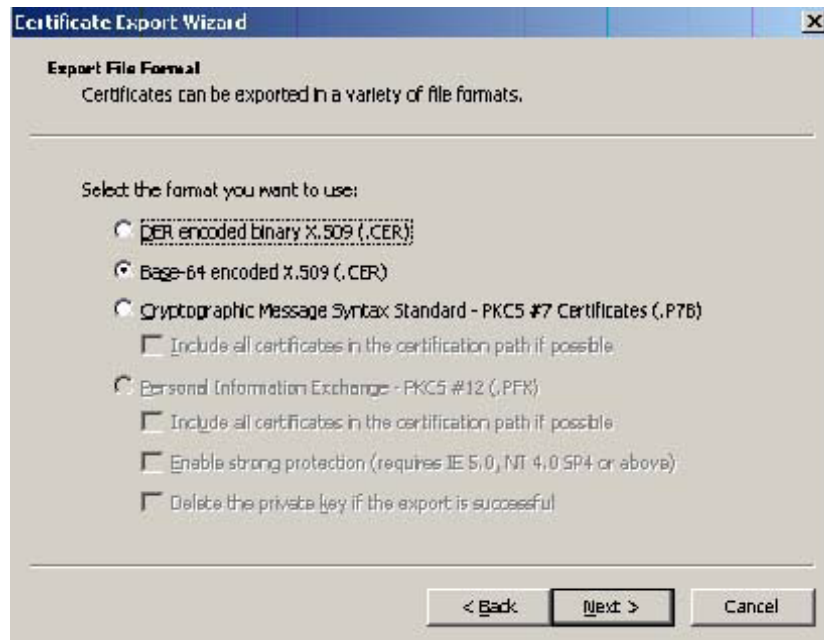 Certificate Export Wizard
Export File Format
Certificates can be exported in a variety of file formats.
Select the format you want to use:
DER encoded binary X.509 (.CER)
Base-64 encoded X.509 (.CER)
Cryptographic Message Syntax Standard - PKCS #7 Certificates (.P7B)
Include all certificates in the certification path if possible
Personal Information Exchange - PKCS #12 (.PFX)
Include all certificates in the certification path if possible
Enable strong protection (requires IE 5.0, NT 4.0 SP4 or above)
Delete the private key if the export is successful
< Back
Next >
Cancel